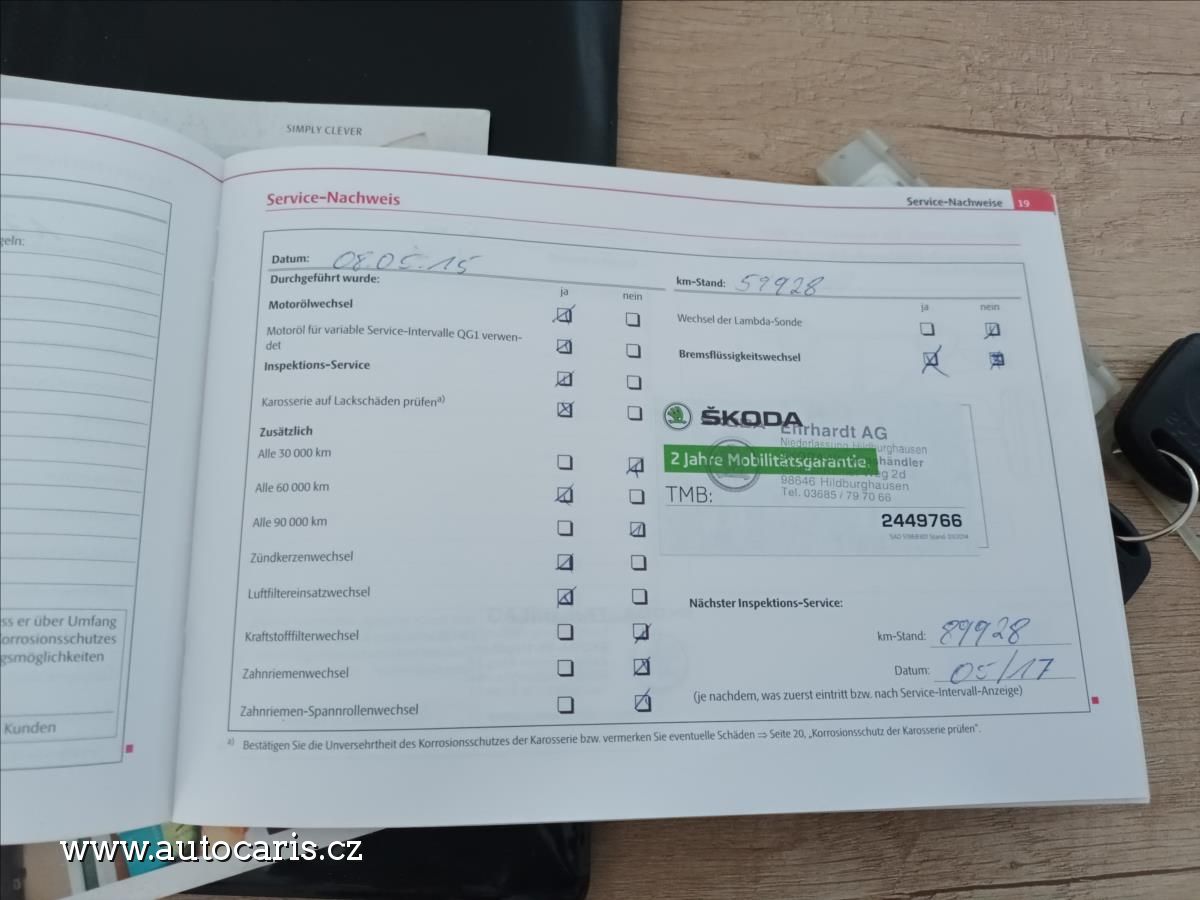 SIMPLY CLEVER
Service-Nachweis
Service-Nachweise 19
geln:
Datum: 08.05.15
km-Stand: 59928
Durchgeführt wurde:
ja nein
ja nein
Motorölwechsel
Motoröl für variable Service-Intervalle QG1 verwen-
det
Inspektions-Service
Karosserie auf Lackschäden prüfen a)
Zusätzlich
Alle 30 000 km
Alle 60 000 km
Alle 90 000 km
Zündkerzenwechsel
Luftfiltereinsatzwechsel
Kraftstofffilterwechsel
Zahnriemenwechsel
Zahnriemen-Spannrollenwechsel
Wechsel der Lambda-Sonde
Bremsflüssigkeitswechsel
ŠKODA
Ehrhardt AG
Niederlassung Hildburghausen
2 Jahre Mobilitätsgarantie.
händler
Weg 2d
98646 Hildburghausen
Tel. 03685 / 79 70 66
TMB:
2449766
Nächster Inspektions-Service:
km-Stand: 89928
Datum: 05/17
(je nachdem, was zuerst eintritt bzw. nach Service-Intervall-Anzeige)
a) Bestätigen Sie die Unversehrtheit des Korrosionsschutzes der Karosserie bzw. vermerken Sie eventuelle Schäden ⇒ Seite 20, „Korrosionsschutz der Karosserie prüfen“.
ss er über Umfang
orrosionsschutzes
gsmöglichkeiten
Kunden
www.autocaris.cz